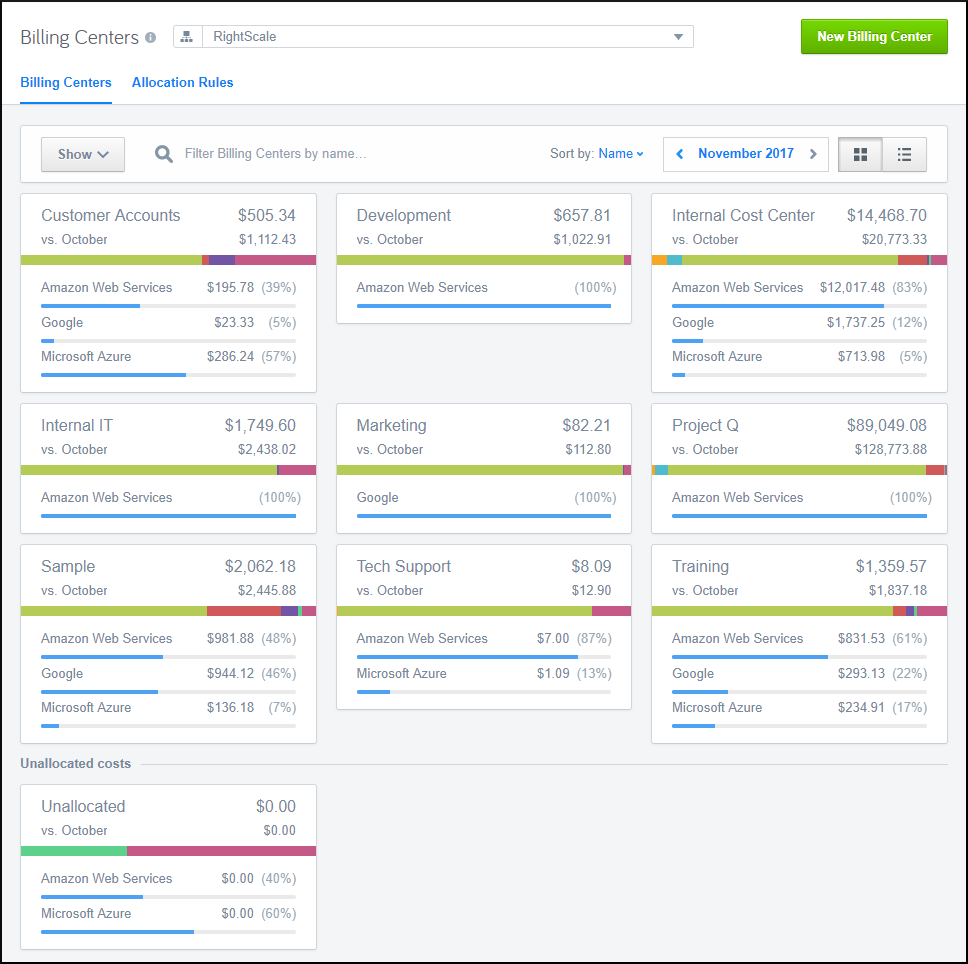 Billing Centers
RightScale
New Billing Center
Billing Centers Allocation Rules
Show
Filter Billing Centers by name...
Sort by: Name
November 2017
Customer Accounts $505.34
vs. October $1,112.43
Amazon Web Services $195.78 (39%)
Google $23.33 (5%)
Microsoft Azure $286.24 (57%)
Development $657.81
vs. October $1,022.91
Amazon Web Services (100%)
Internal Cost Center $14,468.70
vs. October $20,773.33
Amazon Web Services $12,017.48 (83%)
Google $1,737.25 (12%)
Microsoft Azure $713.98 (5%)
Internal IT $1,749.60
vs. October $2,438.02
Amazon Web Services (100%)
Marketing $82.21
vs. October $112.80
Google (100%)
Project Q $89,049.08
vs. October $128,773.88
Amazon Web Services (100%)
Sample $2,062.18
vs. October $2,445.88
Amazon Web Services $981.88 (48%)
Google $944.12 (46%)
Microsoft Azure $136.18 (7%)
Tech Support $8.09
vs. October $12.90
Amazon Web Services $7.00 (87%)
Microsoft Azure $1.09 (13%)
Training $1,359.57
vs. October $1,837.18
Amazon Web Services $831.53 (61%)
Google $293.13 (22%)
Microsoft Azure $234.91 (17%)
Unallocated costs
Unallocated $0.00
vs. October $0.00
Amazon Web Services $0.00 (40%)
Microsoft Azure $0.00 (60%)